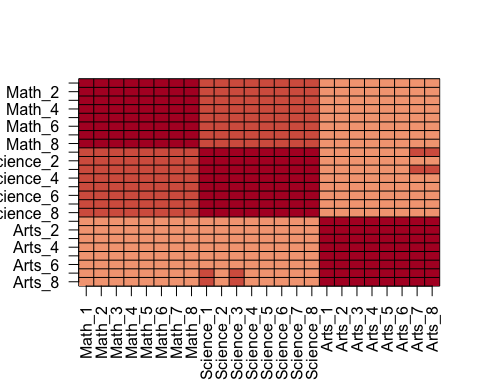 Math_2
Math_4
Math_6
Math_8
cience_2
cience_4
cience_6
cience_8
Arts_2
Arts_4
Arts_6
Arts_8
Math_1
Math_2
Math_3
Math_4
Math_5
Math_6
Math_7
Math_8
Science_1
Science_2
Science_3
Science_4
Science_5
Science_6
Science_7
Science_8
Arts_1
Arts_2
Arts_3
Arts_4
Arts_5
Arts_6
Arts_7
Arts_8